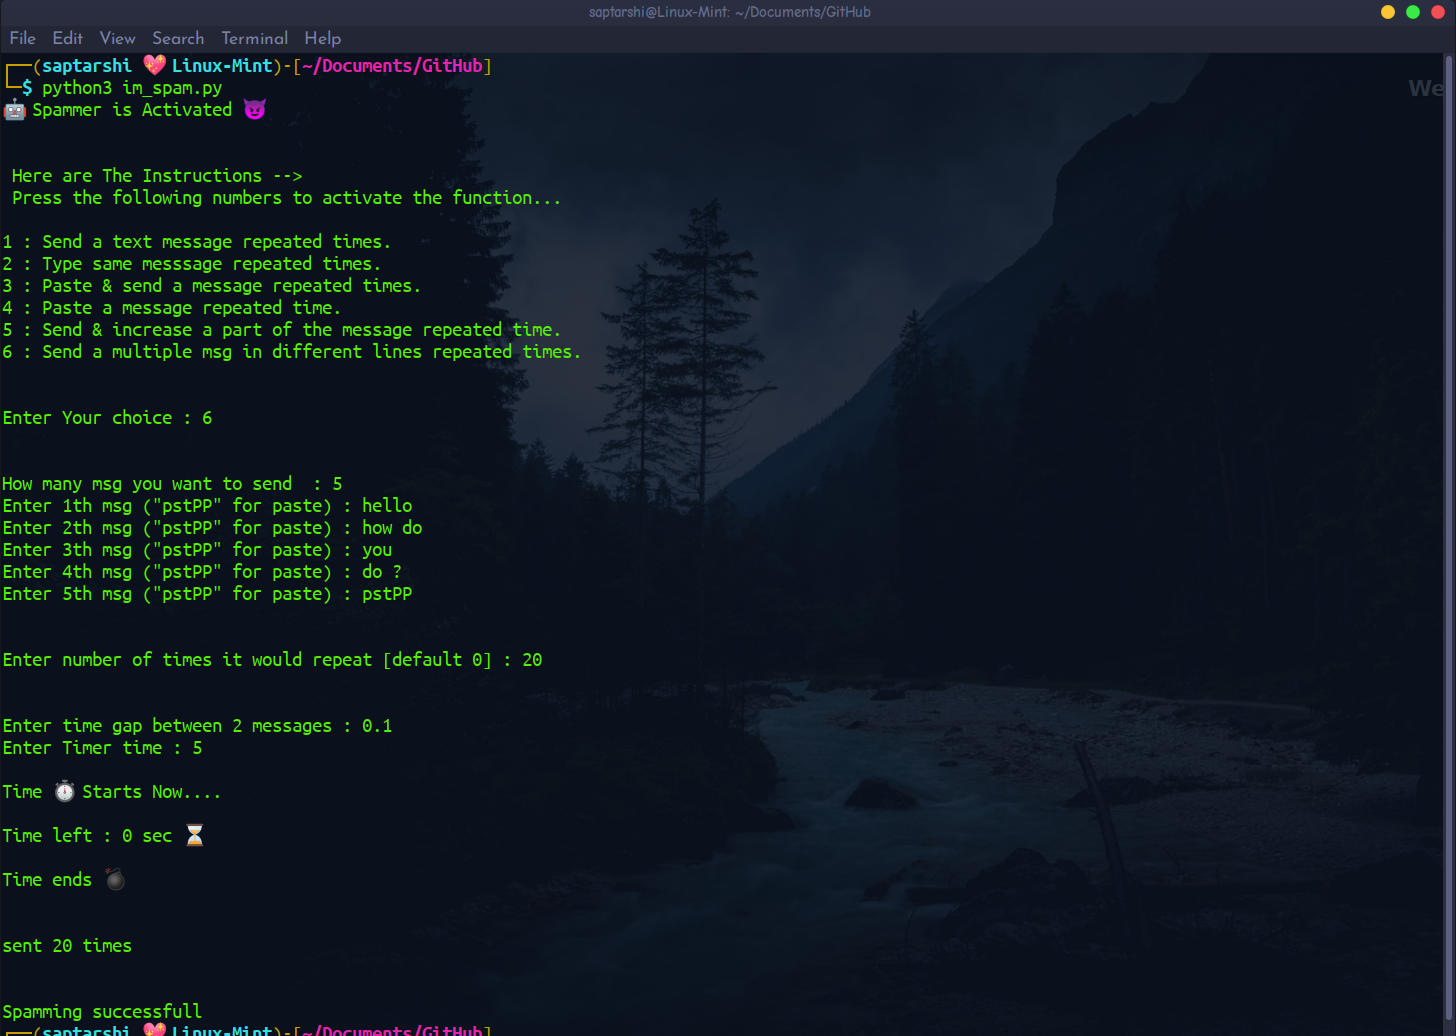 saptarshi@Linux-Mint: ~/Documents/GitHub
File Edit View Search Terminal Help
┌──(saptarshi 💖 Linux-Mint)-[~/Documents/GitHub]
└─$ python3 im_spam.py
🤖 Spammer is Activated 😈
We
Here are The Instructions -->
Press the following numbers to activate the function...
1 : Send a text message repeated times.
2 : Type same messsage repeated times.
3 : Paste & send a message repeated times.
4 : Paste a message repeated time.
5 : Send & increase a part of the message repeated time.
6 : Send a multiple msg in different lines repeated times.
Enter Your choice : 6
How many msg you want to send  : 5
Enter 1th msg ("pstPP" for paste) : hello
Enter 2th msg ("pstPP" for paste) : how do
Enter 3th msg ("pstPP" for paste) : you
Enter 4th msg ("pstPP" for paste) : do ?
Enter 5th msg ("pstPP" for paste) : pstPP
Enter number of times it would repeat [default 0] : 20
Enter time gap between 2 messages : 0.1
Enter Timer time : 5
Time ⏱ Starts Now....
Time left : 0 sec ⏳
Time ends 💣
sent 20 times
Spamming successfull
┌──(saptarshi 💖 Linux-Mint)-[~/Documents/GitHub]